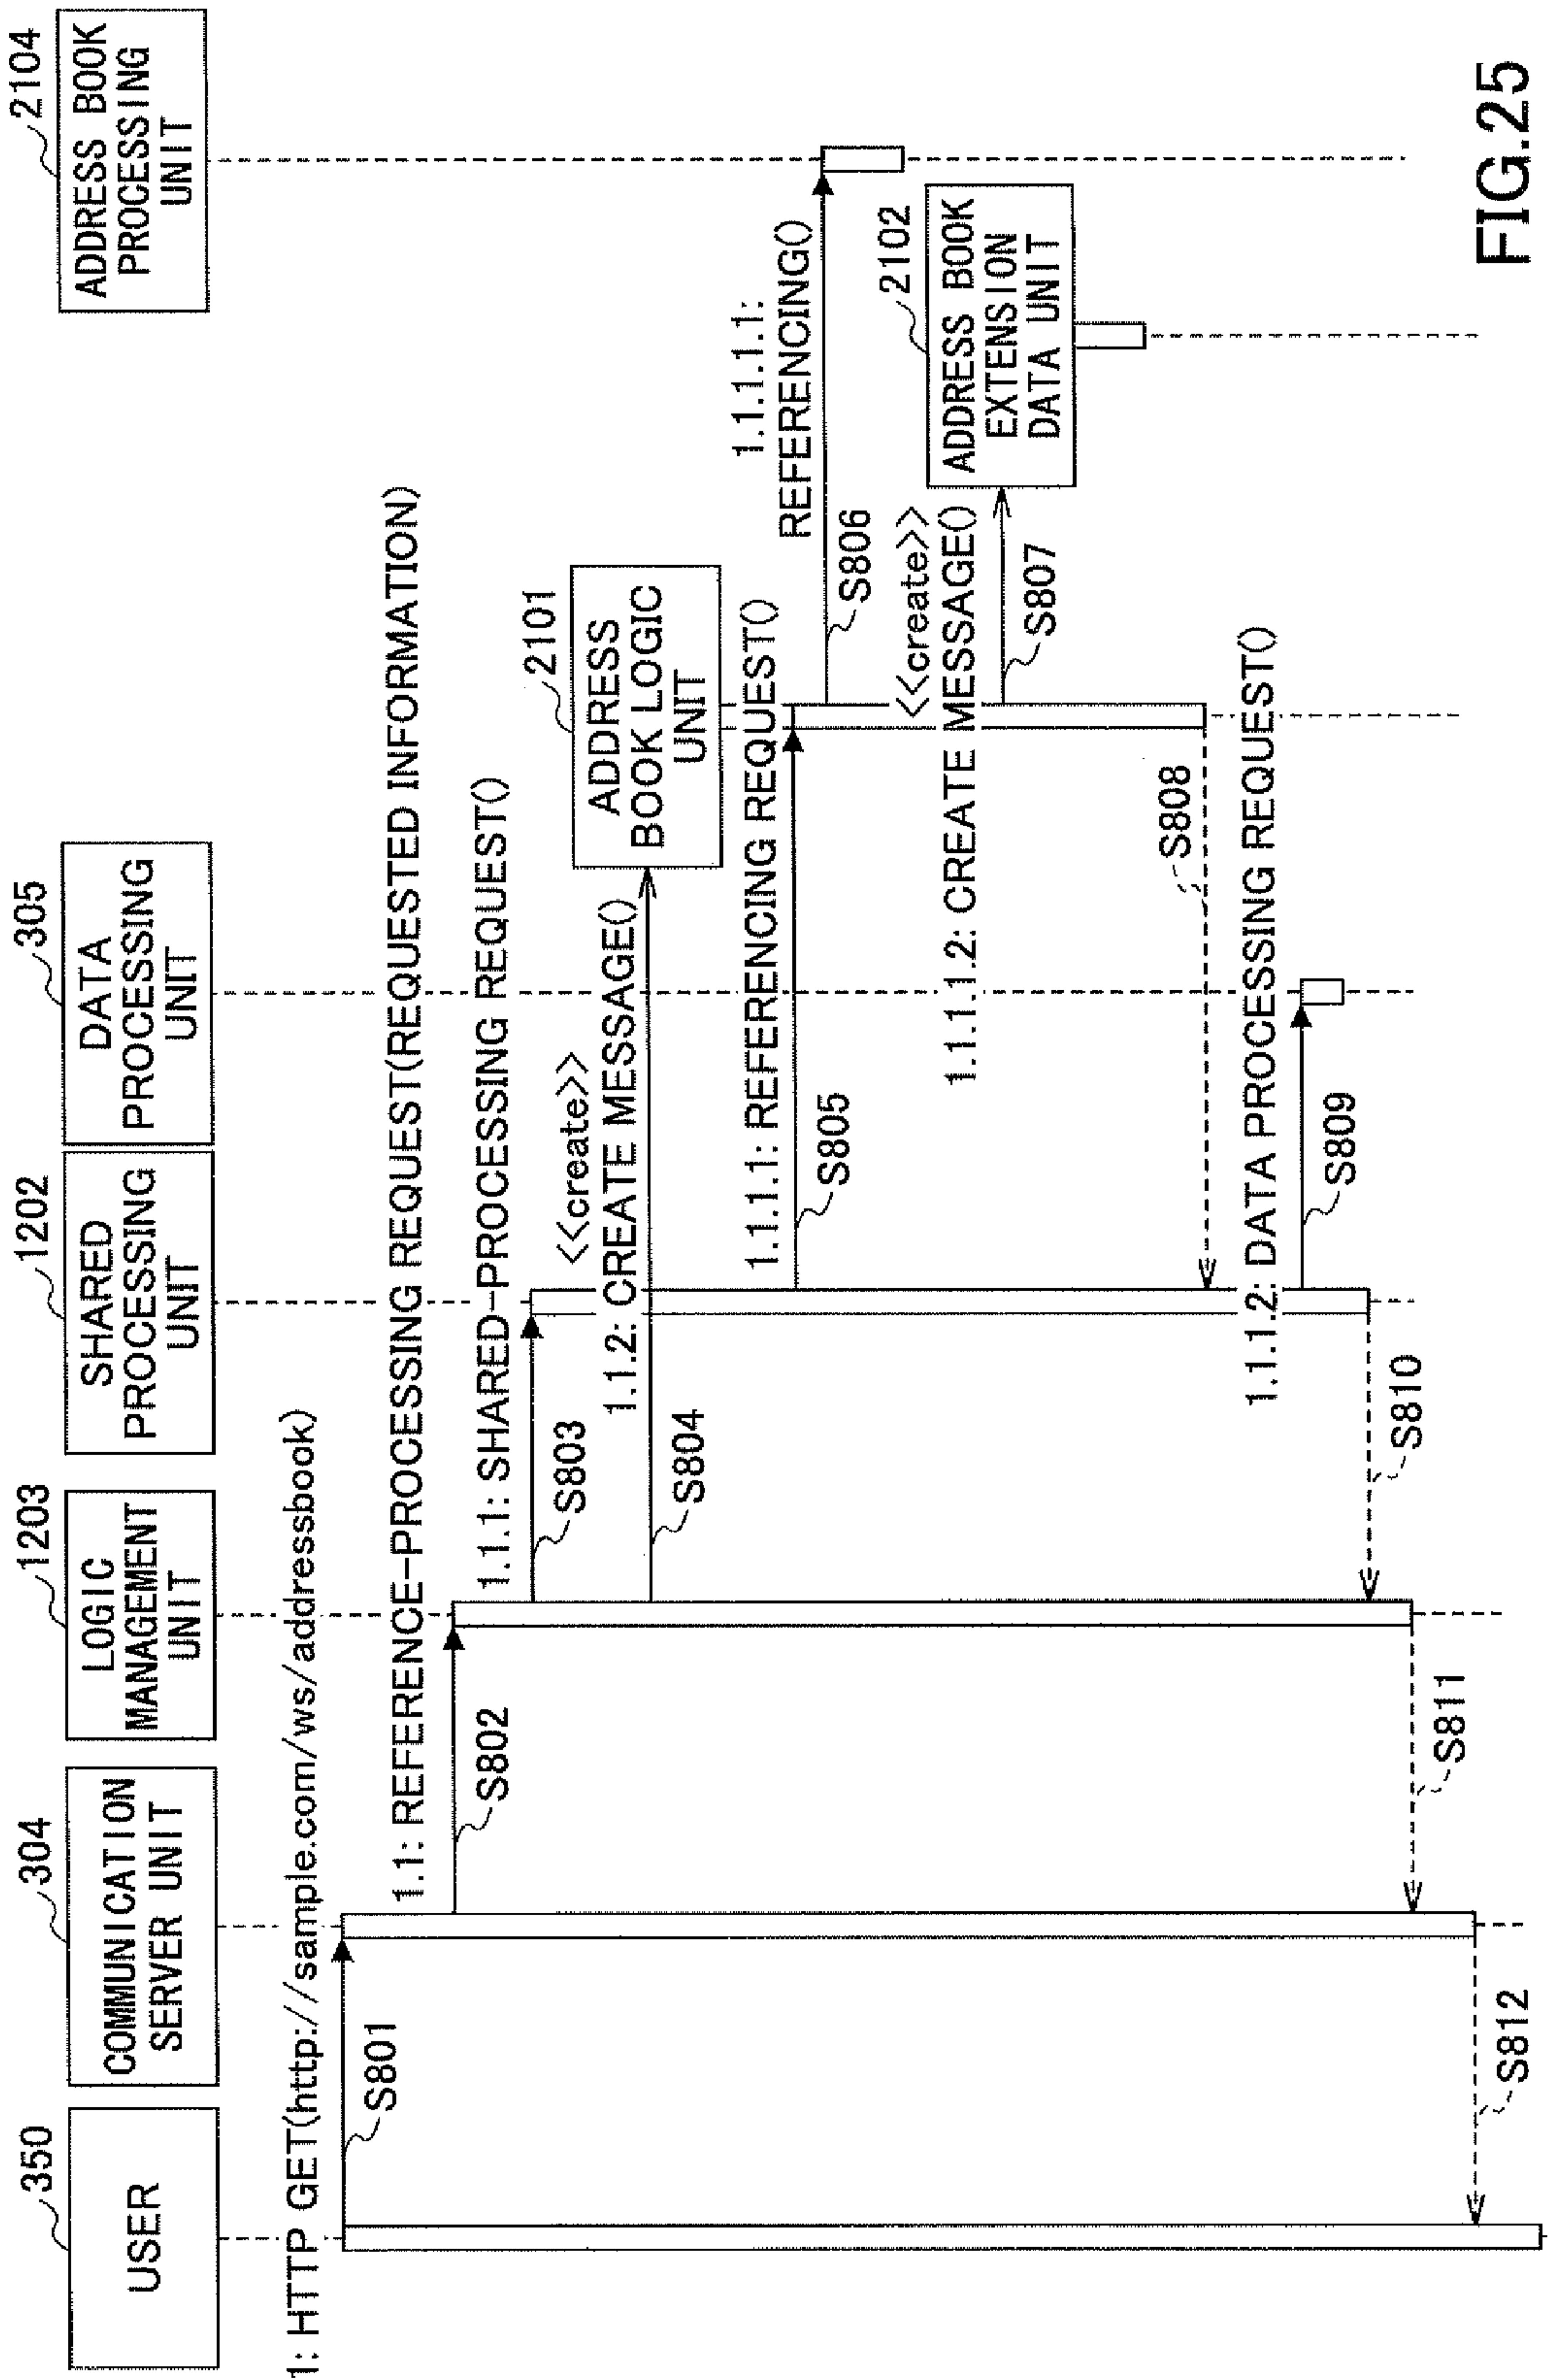 350
USER
304
COMMUNICATION
SERVER UNIT
1203
LOGIC
MANAGEMENT
UNIT
1202
SHARED
PROCESSING
UNIT
305
DATA
PROCESSING
UNIT
2104
ADDRESS BOOK
PROCESSING
UNIT
1: HTTP GET(http://sample.com/ws/addressbook)
S801
1.1: REFERENCE-PROCESSING REQUEST(REQUESTED INFORMATION)
S802
1.1.1: SHARED-PROCESSING REQUEST()
S803
<<create>>
1.1.2: CREATE MESSAGE()
S804
2101
ADDRESS
BOOK LOGIC
UNIT
1.1.1.1: REFERENCING REQUEST()
S805
1.1.1.1.1:
REFERENCING()
S806
<<create>>
1.1.1.1.2: CREATE MESSAGE()
S807
2102
ADDRESS BOOK
EXTENSION
DATA UNIT
S808
1.1.1.2: DATA PROCESSING REQUEST()
S809
S810
S811
S812
FIG.25